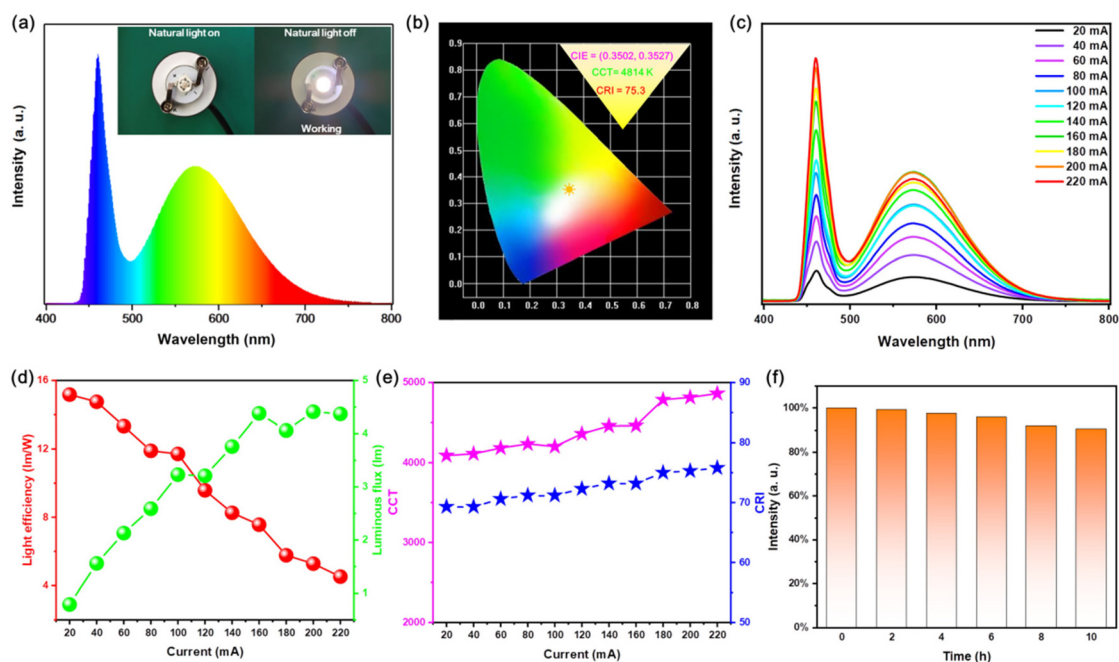 (a)
Natural light on
Natural light off
Working
Intensity (a. u.)
400
500
600
700
800
Wavelength (nm)
(b)
0.9
0.8
0.7
0.6
0.5
0.4
0.3
0.2
0.1
0.0
0.0 0.1 0.2 0.3 0.4 0.5 0.6 0.7 0.8
CIE = (0.3502, 0.3527)
CCT= 4814 K
CRI = 75.3
(c)
20 mA
40 mA
60 mA
80 mA
100 mA
120 mA
140 mA
160 mA
180 mA
200 mA
220 mA
Intensity (a. u.)
400
500
600
700
800
Wavelength (nm)
(d)
16
12
8
4
Light efficiency (lm/W)
5
4
3
2
1
Luminous flux (lm)
20 40 60 80 100 120 140 160 180 200 220
Current (mA)
(e)
5000
4000
3000
2000
CCT
90
80
70
60
50
CRI
20 40 60 80 100 120 140 160 180 200 220
Current (mA)
(f)
100%
80%
60%
40%
20%
0%
Intensity (a. u.)
0 2 4 6 8 10
Time (h)